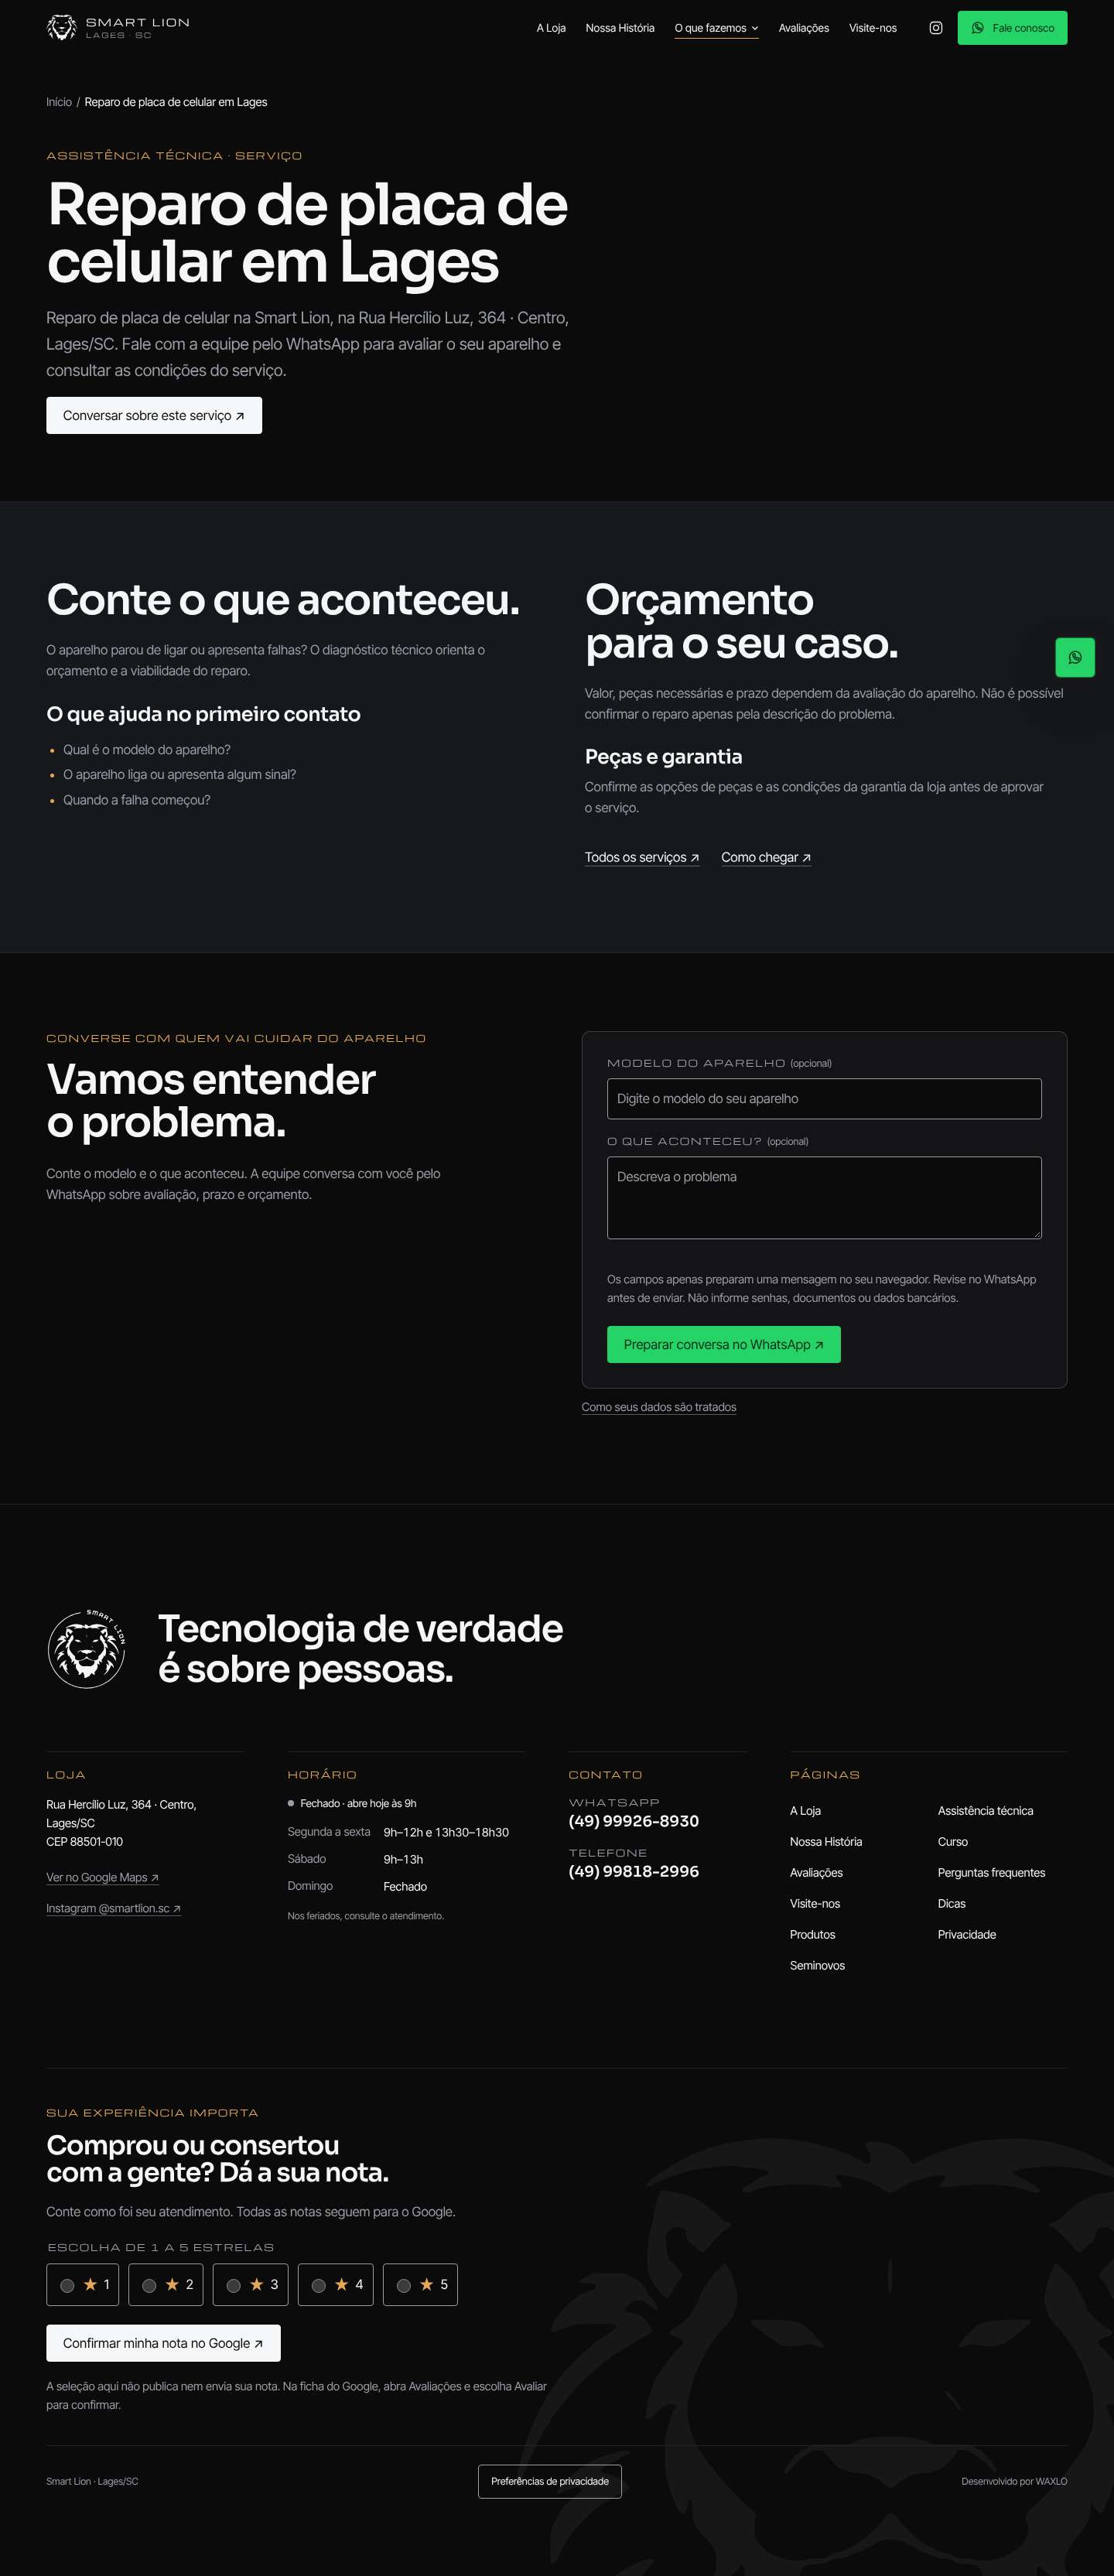 SMART LION
LAGES · SC
A Loja
Nossa História
O que fazemos
Avaliações
Visite-nos
Fale conosco
Início / Reparo de placa de celular em Lages
ASSISTÊNCIA TÉCNICA · SERVIÇO
Reparo de placa de
celular em Lages
Reparo de placa de celular na Smart Lion, na Rua Hercílio Luz, 364 · Centro,
Lages/SC. Fale com a equipe pelo WhatsApp para avaliar o seu aparelho e
consultar as condições do serviço.
Conversar sobre este serviço ↗
Conte o que aconteceu.
O aparelho parou de ligar ou apresenta falhas? O diagnóstico técnico orienta o
orçamento e a viabilidade do reparo.
O que ajuda no primeiro contato
• Qual é o modelo do aparelho?
• O aparelho liga ou apresenta algum sinal?
• Quando a falha começou?
Orçamento
para o seu caso.
Valor, peças necessárias e prazo dependem da avaliação do aparelho. Não é possível
confirmar o reparo apenas pela descrição do problema.
Peças e garantia
Confirme as opções de peças e as condições da garantia da loja antes de aprovar
o serviço.
Todos os serviços ↗
Como chegar ↗
CONVERSE COM QUEM VAI CUIDAR DO APARELHO
Vamos entender
o problema.
Conte o modelo e o que aconteceu. A equipe conversa com você pelo
WhatsApp sobre avaliação, prazo e orçamento.
MODELO DO APARELHO (opcional)
Digite o modelo do seu aparelho
O QUE ACONTECEU? (opcional)
Descreva o problema
Os campos apenas preparam uma mensagem no seu navegador. Revise no WhatsApp
antes de enviar. Não informe senhas, documentos ou dados bancários.
Preparar conversa no WhatsApp ↗
Como seus dados são tratados
SMART LION
Tecnologia de verdade
é sobre pessoas.
LOJA
Rua Hercílio Luz, 364 · Centro,
Lages/SC
CEP 88501-010
Ver no Google Maps ↗
Instagram @smartlion.sc ↗
HORÁRIO
Fechado · abre hoje às 9h
Segunda a sexta 9h–12h e 13h30–18h30
Sábado 9h–13h
Domingo Fechado
Nos feriados, consulte o atendimento.
CONTATO
WHATSAPP
(49) 99926-8930
TELEFONE
(49) 99818-2996
PÁGINAS
A Loja
Nossa História
Avaliações
Visite-nos
Produtos
Seminovos
Assistência técnica
Curso
Perguntas frequentes
Dicas
Privacidade
SUA EXPERIÊNCIA IMPORTA
Comprou ou consertou
com a gente? Dá a sua nota.
Conte como foi seu atendimento. Todas as notas seguem para o Google.
ESCOLHA DE 1 A 5 ESTRELAS
★ 1 ★ 2 ★ 3 ★ 4 ★ 5
Confirmar minha nota no Google ↗
A seleção aqui não publica nem envia sua nota. Na ficha do Google, abra Avaliações e escolha Avaliar
para confirmar.
Smart Lion · Lages/SC
Preferências de privacidade
Desenvolvido por WAXLO